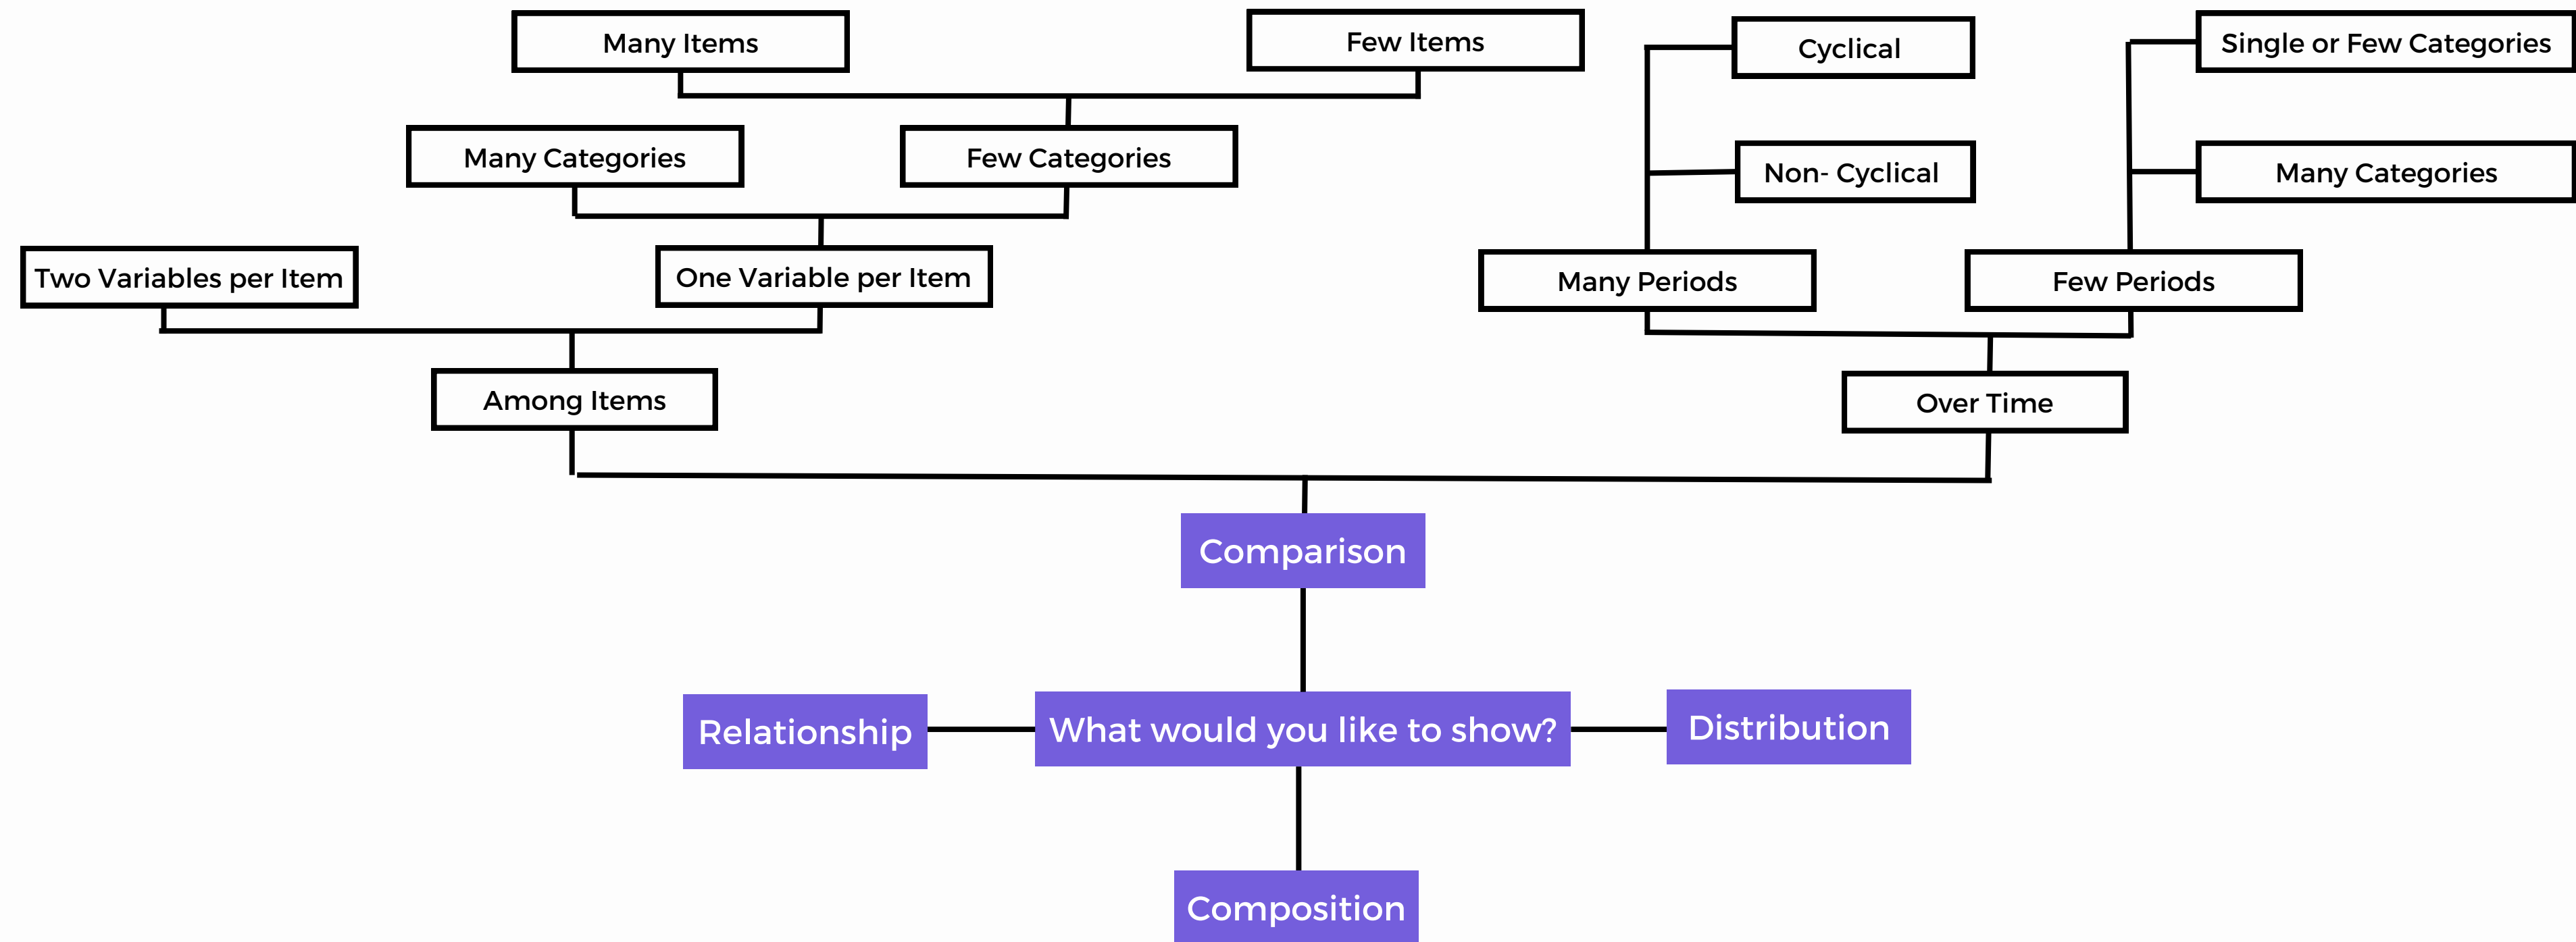 Many Items
Few Items
Cyclical
Single or Few Categories
Many Categories
Few Categories
Non- Cyclical
Many Categories
Two Variables per Item
One Variable per Item
Many Periods
Few Periods
Among Items
Over Time
Comparison
Relationship
What would you like to show?
Distribution
Composition